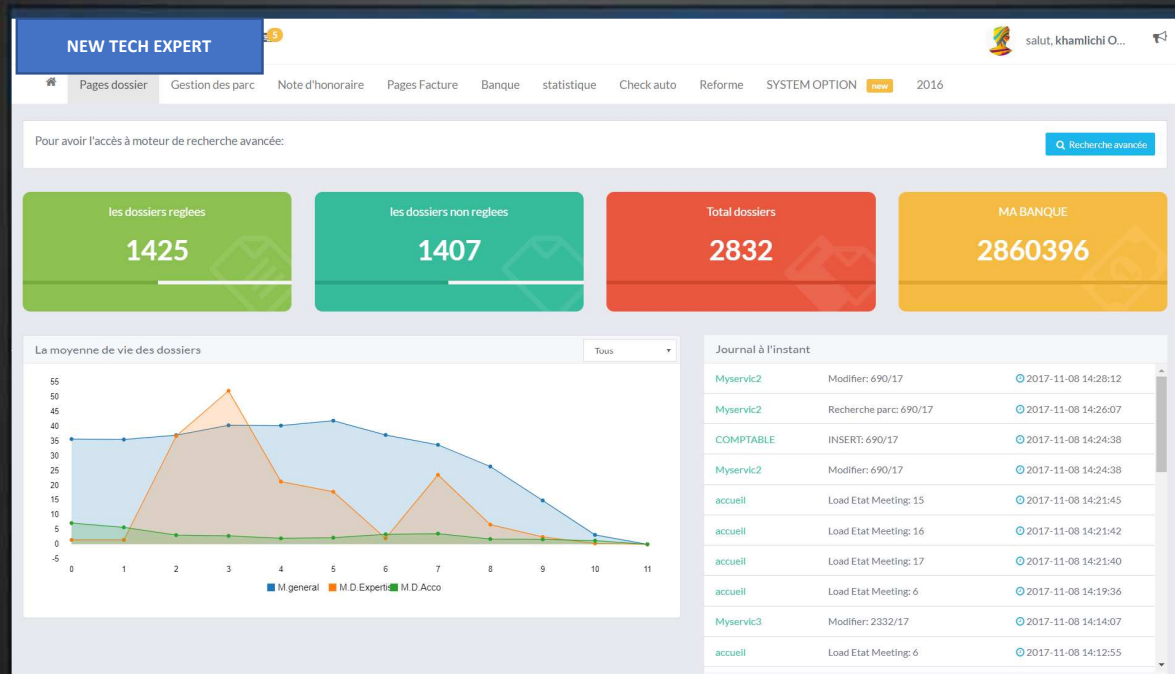 NEW TECH EXPERT
5
salut, khamlichi O...
Pages dossier Gestion des parc Note d'honoraire Pages Facture Banque statistique Check auto Reforme SYSTEM OPTION new 2016
Pour avoir l'accès à moteur de recherche avancée:
Recherche avancée
les dossiers reglees
1425
les dossiers non reglees
1407
Total dossiers
2832
MA BANQUE
2860396
La moyenne de vie des dossiers
Tous
55
50
45
40
35
30
25
20
15
10
5
0
-5
0 1 2 3 4 5 6 7 8 9 10 11
M.general M.D.Expertis M.D.Acco
Journal à l'instant
Myservic2 Modifier: 690/17 2017-11-08 14:28:12
Myservic2 Recherche parc: 690/17 2017-11-08 14:26:07
COMPTABLE INSERT: 690/17 2017-11-08 14:24:38
Myservic2 Modifier: 690/17 2017-11-08 14:24:38
accueil Load Etat Meeting: 15 2017-11-08 14:21:45
accueil Load Etat Meeting: 16 2017-11-08 14:21:42
accueil Load Etat Meeting: 17 2017-11-08 14:21:40
accueil Load Etat Meeting: 6 2017-11-08 14:19:36
Myservic3 Modifier: 2332/17 2017-11-08 14:14:07
accueil Load Etat Meeting: 6 2017-11-08 14:12:55